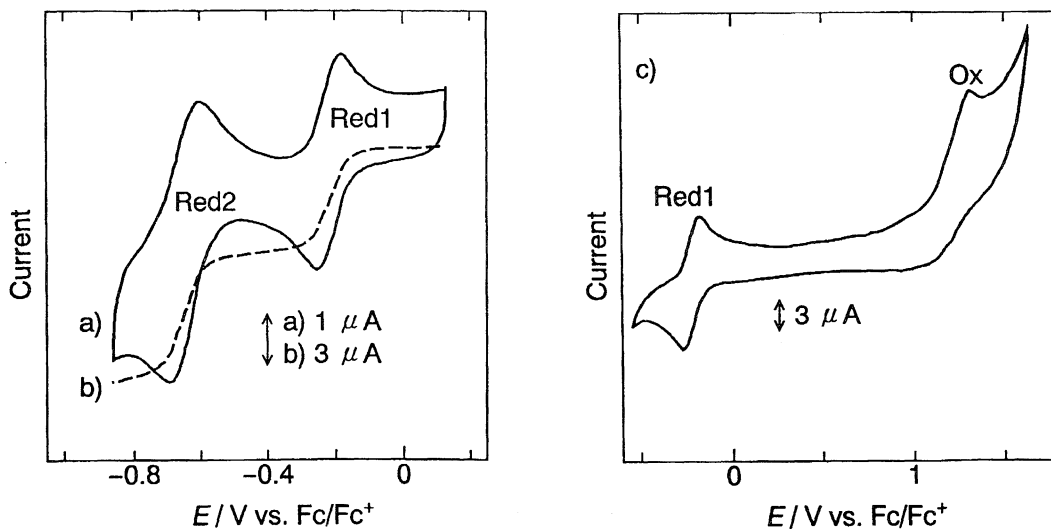 Current
Red1
Red2
a)
b)
a) 1 μA
b) 3 μA
−0.8
−0.4
0
E / V vs. Fc/Fc⁺
Current
c)
Ox
Red1
3 μA
0
1
E / V vs. Fc/Fc⁺